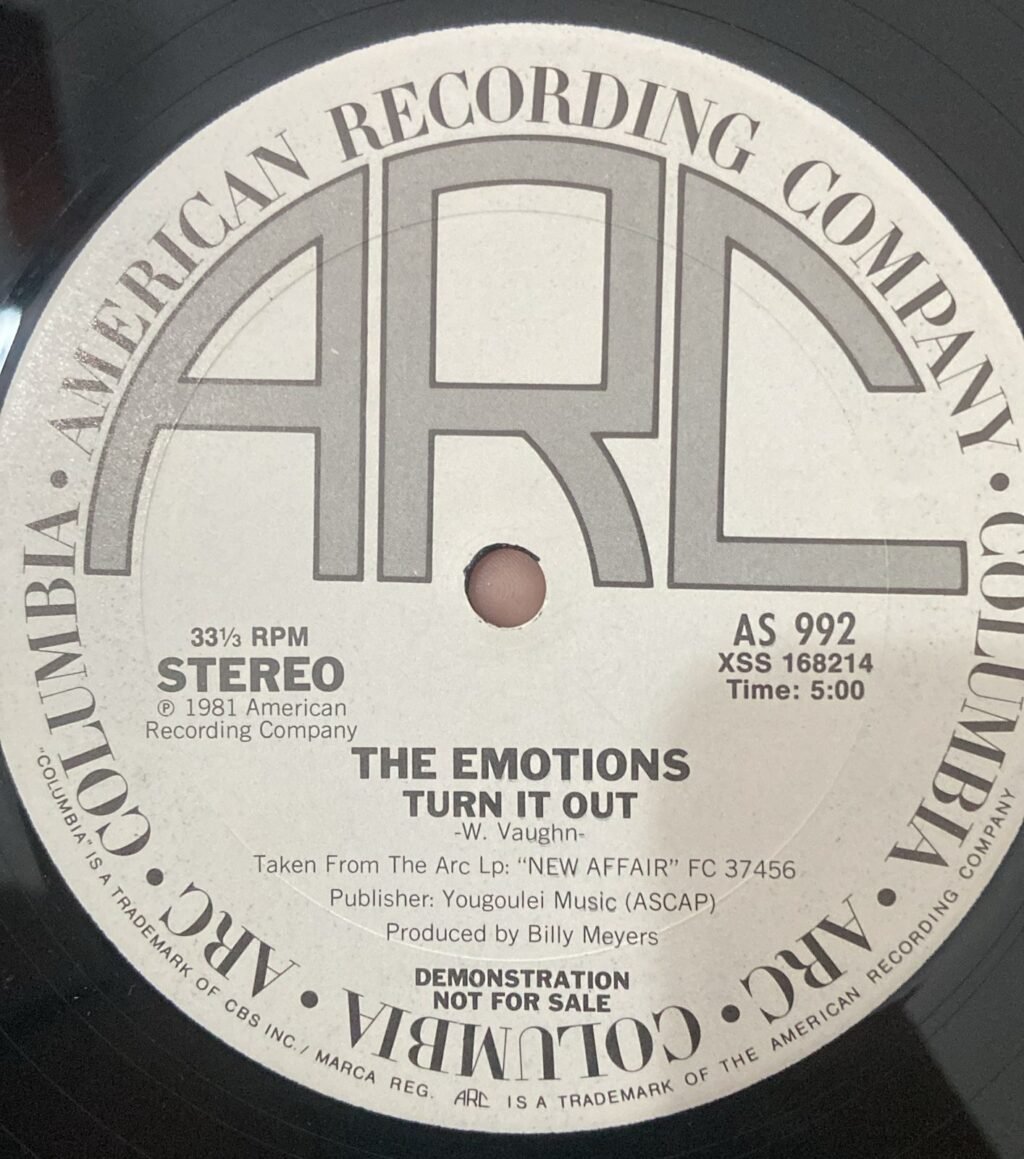 COLUMBIA • AMERICAN RECORDING COMPANY • COLUMBIA • ARC • COLUMBIA • ARC •
ARC
33⅓ RPM
STEREO
℗ 1981 American
Recording Company
AS 992
XSS 168214
Time: 5:00
THE EMOTIONS
TURN IT OUT
-W. Vaughn-
Taken From The Arc Lp: “NEW AFFAIR” FC 37456
Publisher: Yougoulei Music (ASCAP)
Produced by Billy Meyers
DEMONSTRATION
NOT FOR SALE
"COLUMBIA" IS A TRADEMARK OF CBS INC./ MARCA REG. ARC IS A TRADEMARK OF THE AMERICAN RECORDING COMPANY